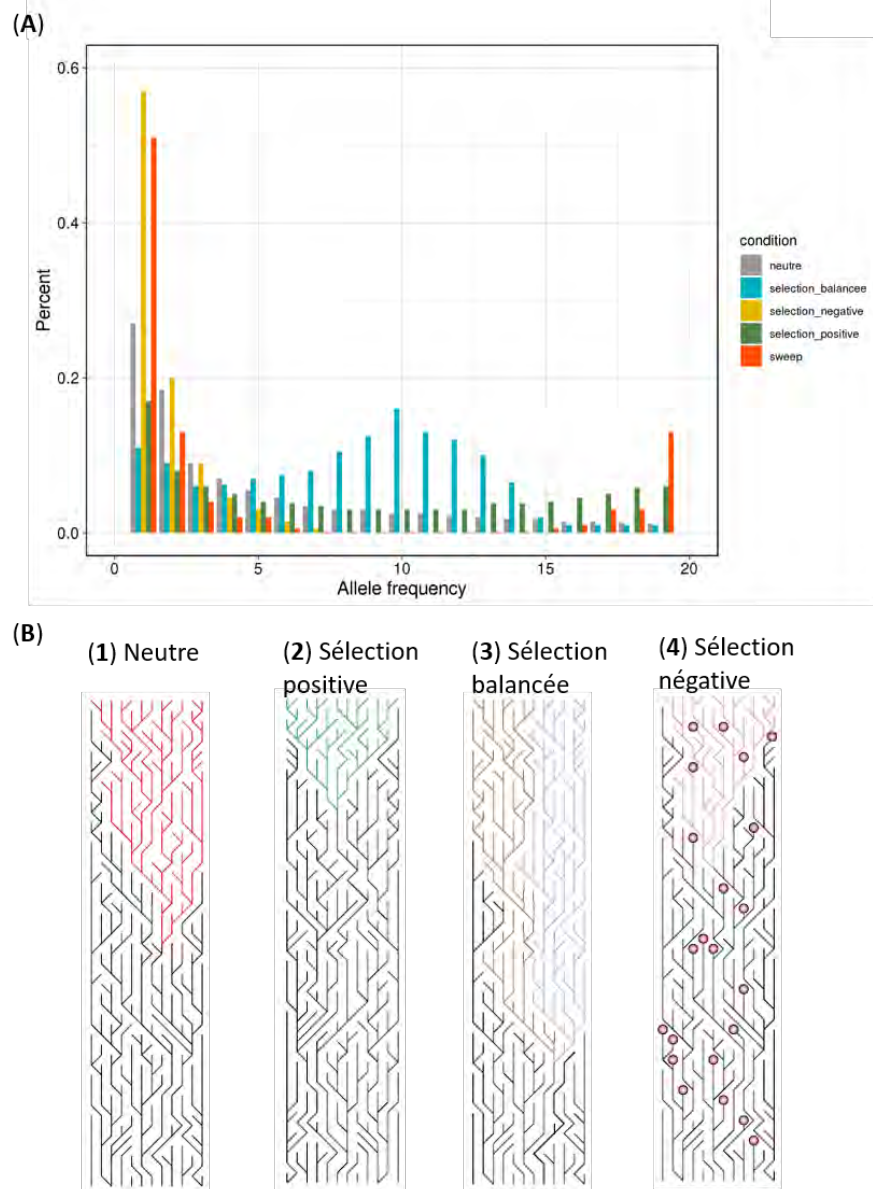 (A)
0.6
0.4
0.2
0.0
Percent
0
5
10
15
20
Allele frequency
condition
neutre
selection_balancee
selection_negative
selection_positive
sweep
(B)
(1) Neutre
(2) Sélection
positive
(3) Sélection
balancée
(4) Sélection
négative